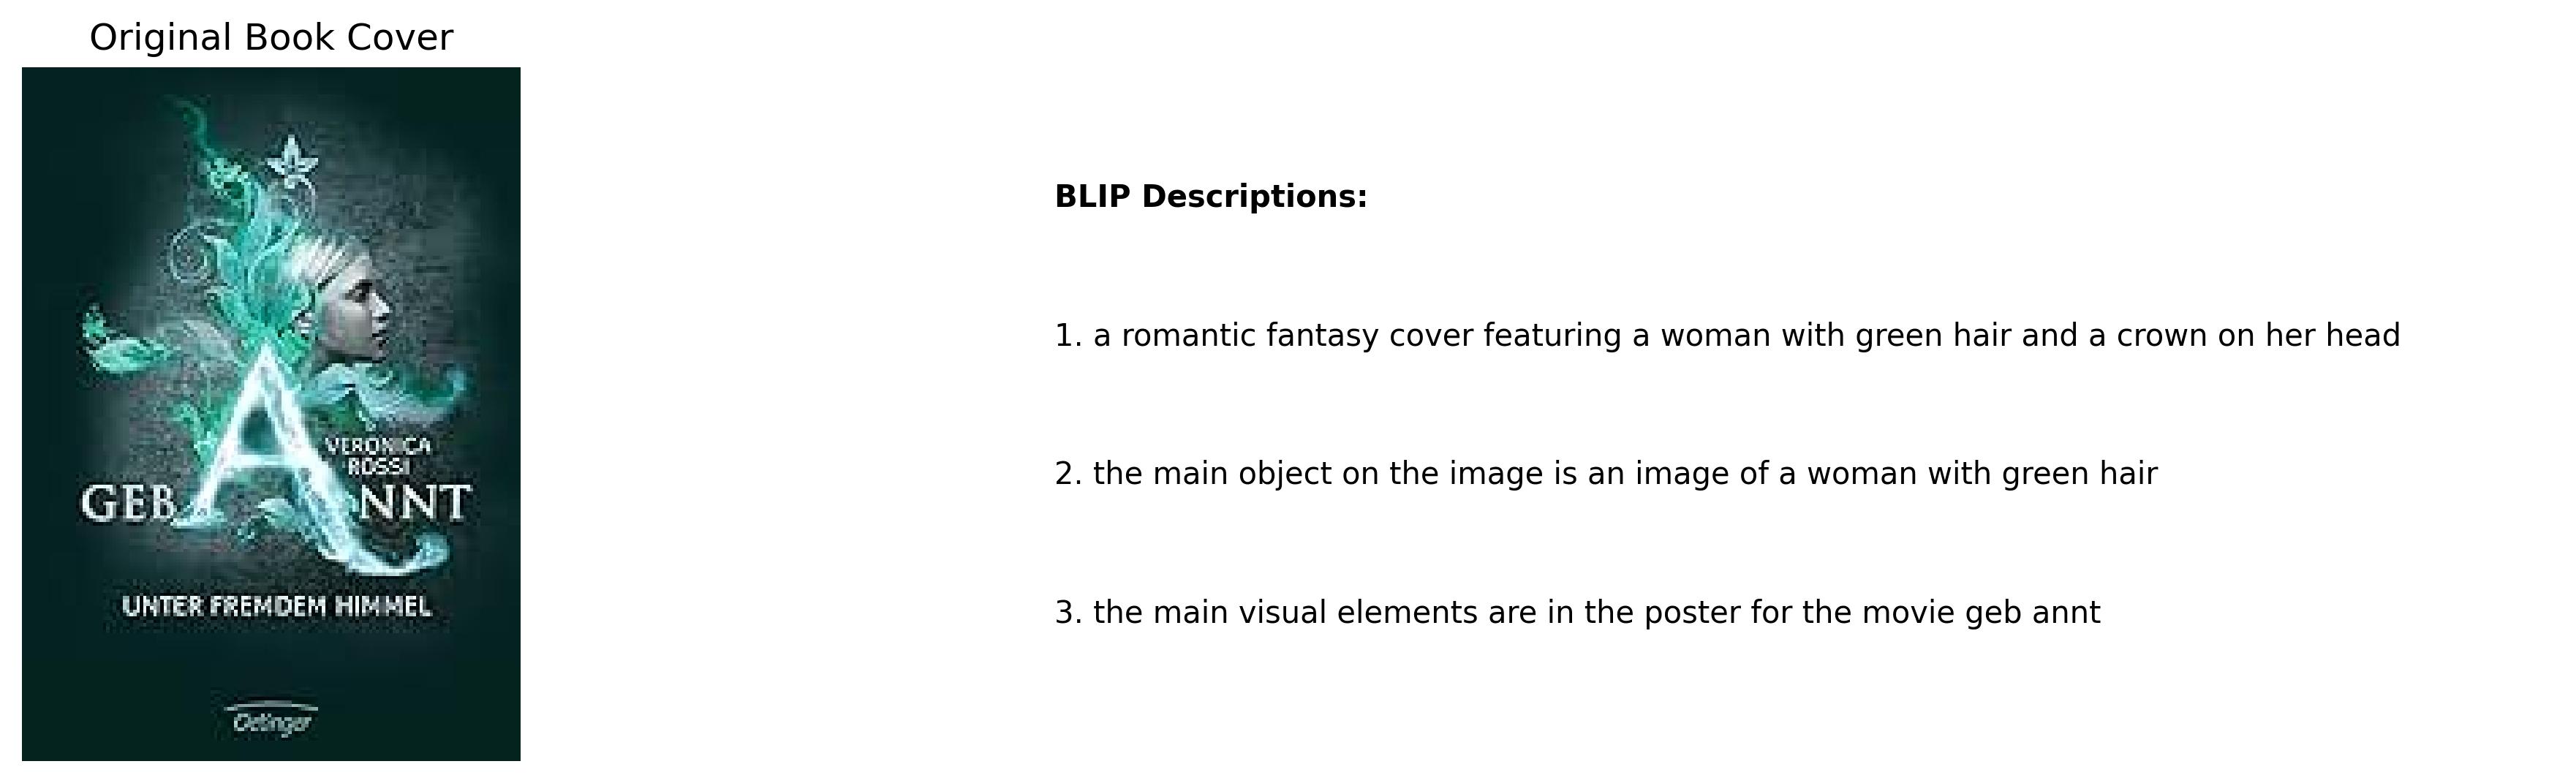 Original Book Cover
VERONICA
ROSSI
GEBANNT
UNTER FREMDEM HIMMEL
Oetinger
BLIP Descriptions:
1. a romantic fantasy cover featuring a woman with green hair and a crown on her head
2. the main object on the image is an image of a woman with green hair
3. the main visual elements are in the poster for the movie geb annt